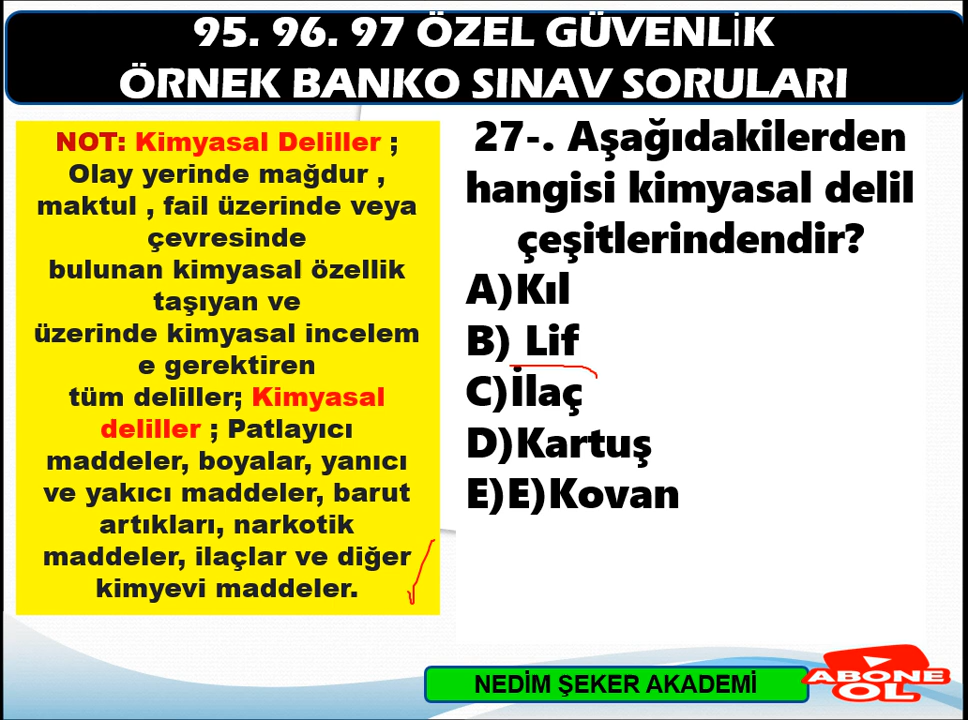 95. 96. 97 ÖZEL GÜVENLİK
ÖRNEK BANKO SINAV SORULARI
NOT: Kimyasal Deliller ;
Olay yerinde mağdur ,
maktul , fail üzerinde veya
çevresinde
bulunan kimyasal özellik
taşıyan ve
üzerinde kimyasal incelem
e gerektiren
tüm deliller; Kimyasal
deliller ; Patlayıcı
maddeler, boyalar, yanıcı
ve yakıcı maddeler, barut
artıkları, narkotik
maddeler, ilaçlar ve diğer
kimyevi maddeler.
27-. Aşağıdakilerden
hangisi kimyasal delil
çeşitlerindendir?
A)Kıl
B) Lif
C)İlaç
D)Kartuş
E)E)Kovan
NEDİM ŞEKER AKADEMİ
ABONE
OL